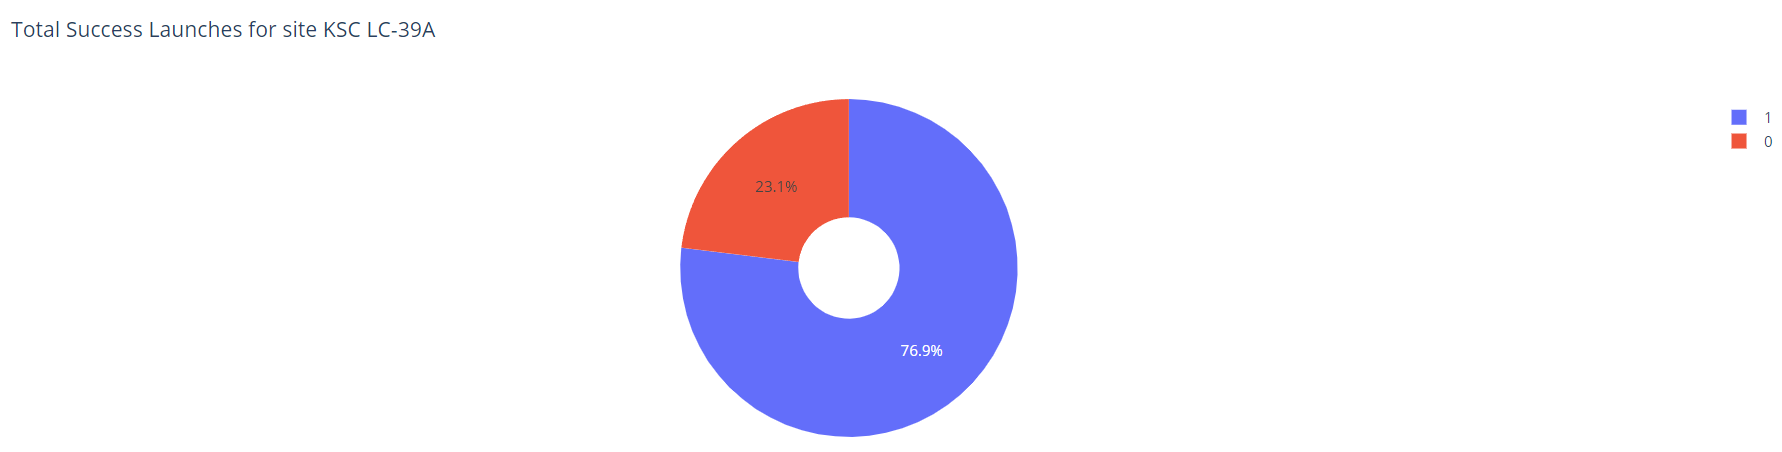 Total Success Launches for site KSC LC-39A
1
0
23.1%
76.9%